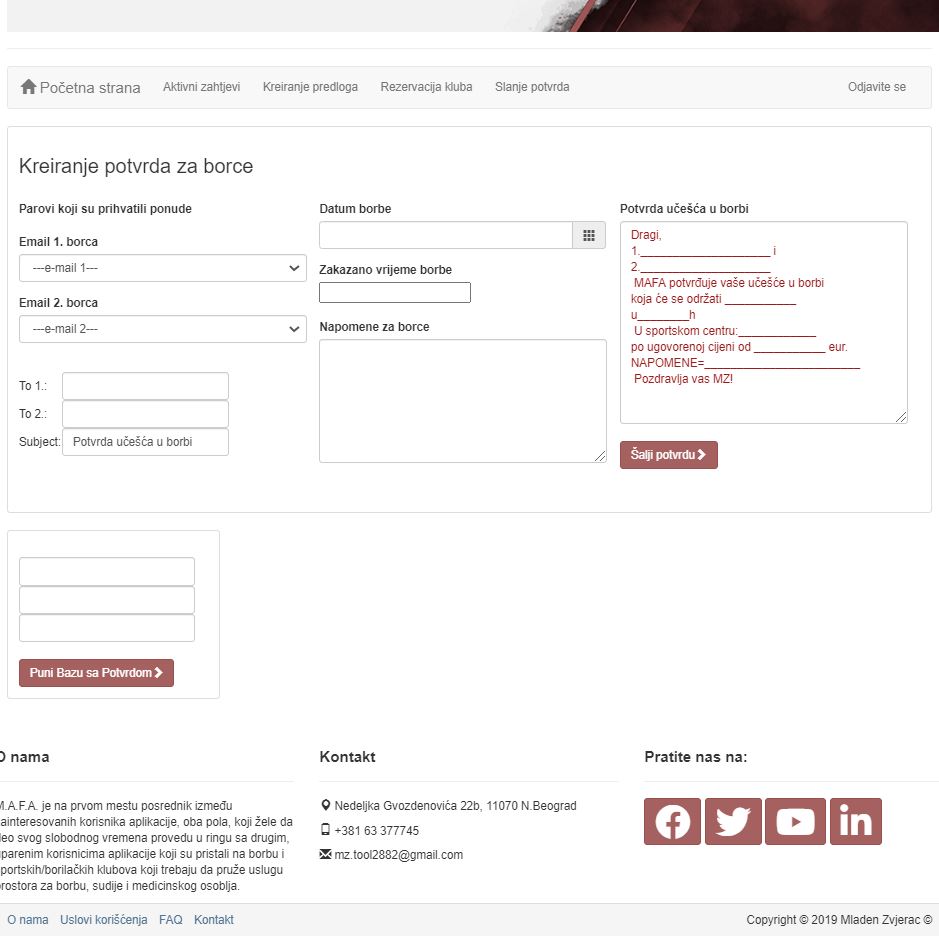 Početna strana Aktivni zahtjevi Kreiranje predloga Rezervacija kluba Slanje potvrda Odjavite se
Kreiranje potvrda za borce
Parovi koji su prihvatili ponude
Email 1. borca
---e-mail 1---
Email 2. borca
---e-mail 2---
To 1.:
To 2.:
Subject: Potvrda učešća u borbi
Datum borbe
Zakazano vrijeme borbe
Napomene za borce
Potvrda učešća u borbi
Dragi,
1.____________________ i
2.____________________
MAFA potvrđuje vaše učešće u borbi
koja će se održati ___________
u________h
U sportskom centru:____________
po ugovorenoj cijeni od ___________ eur.
NAPOMENE=________________________
Pozdravlja vas MZ!
Šalji potvrdu
Puni Bazu sa Potvrdom
O nama
M.A.F.A. je na prvom mestu posrednik između
zainteresovanih korisnika aplikacije, oba pola, koji žele da
deo svog slobodnog vremena provedu u ringu sa drugim,
uparenim korisnicima aplikacije koji su pristali na borbu i
sportskih/borilačkih klubova koji trebaju da pruže uslugu
prostora za borbu, sudije i medicinskog osoblja.
Kontakt
Nedeljka Gvozdenovića 22b, 11070 N.Beograd
+381 63 377745
mz.tool2882@gmail.com
Pratite nas na:
in
O nama Uslovi korišćenja FAQ Kontakt Copyright © 2019 Mladen Zvjerac ©